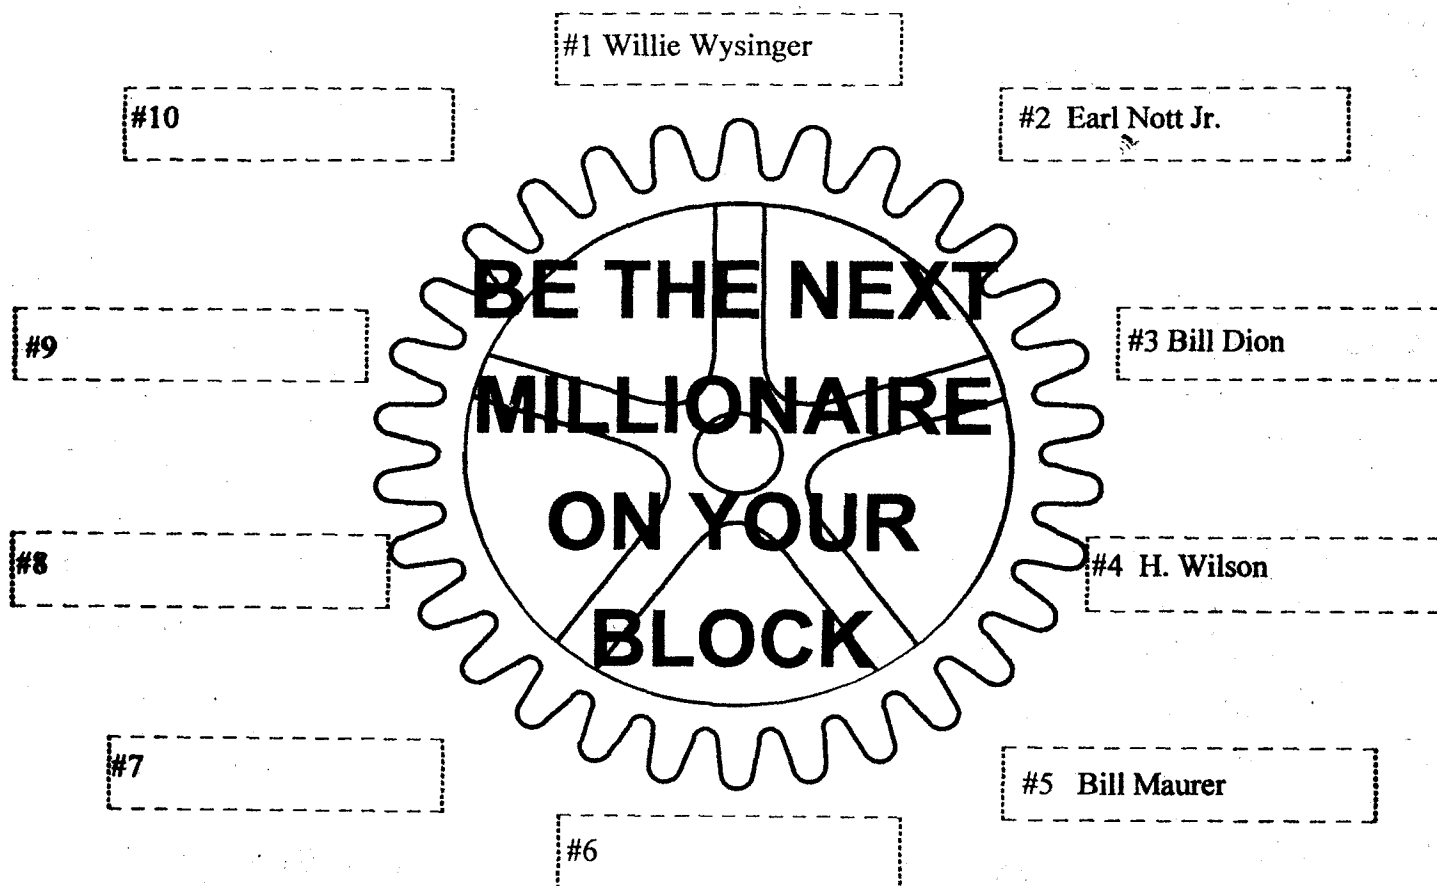 #1 Willie Wysinger
#10
#2 Earl Nott Jr.
BE THE NEXT
#9
#3 Bill Dion
MILLIONAIRE
ON YOUR
#8
#4 H. Wilson
BLOCK
#7
#5 Bill Maurer
#6